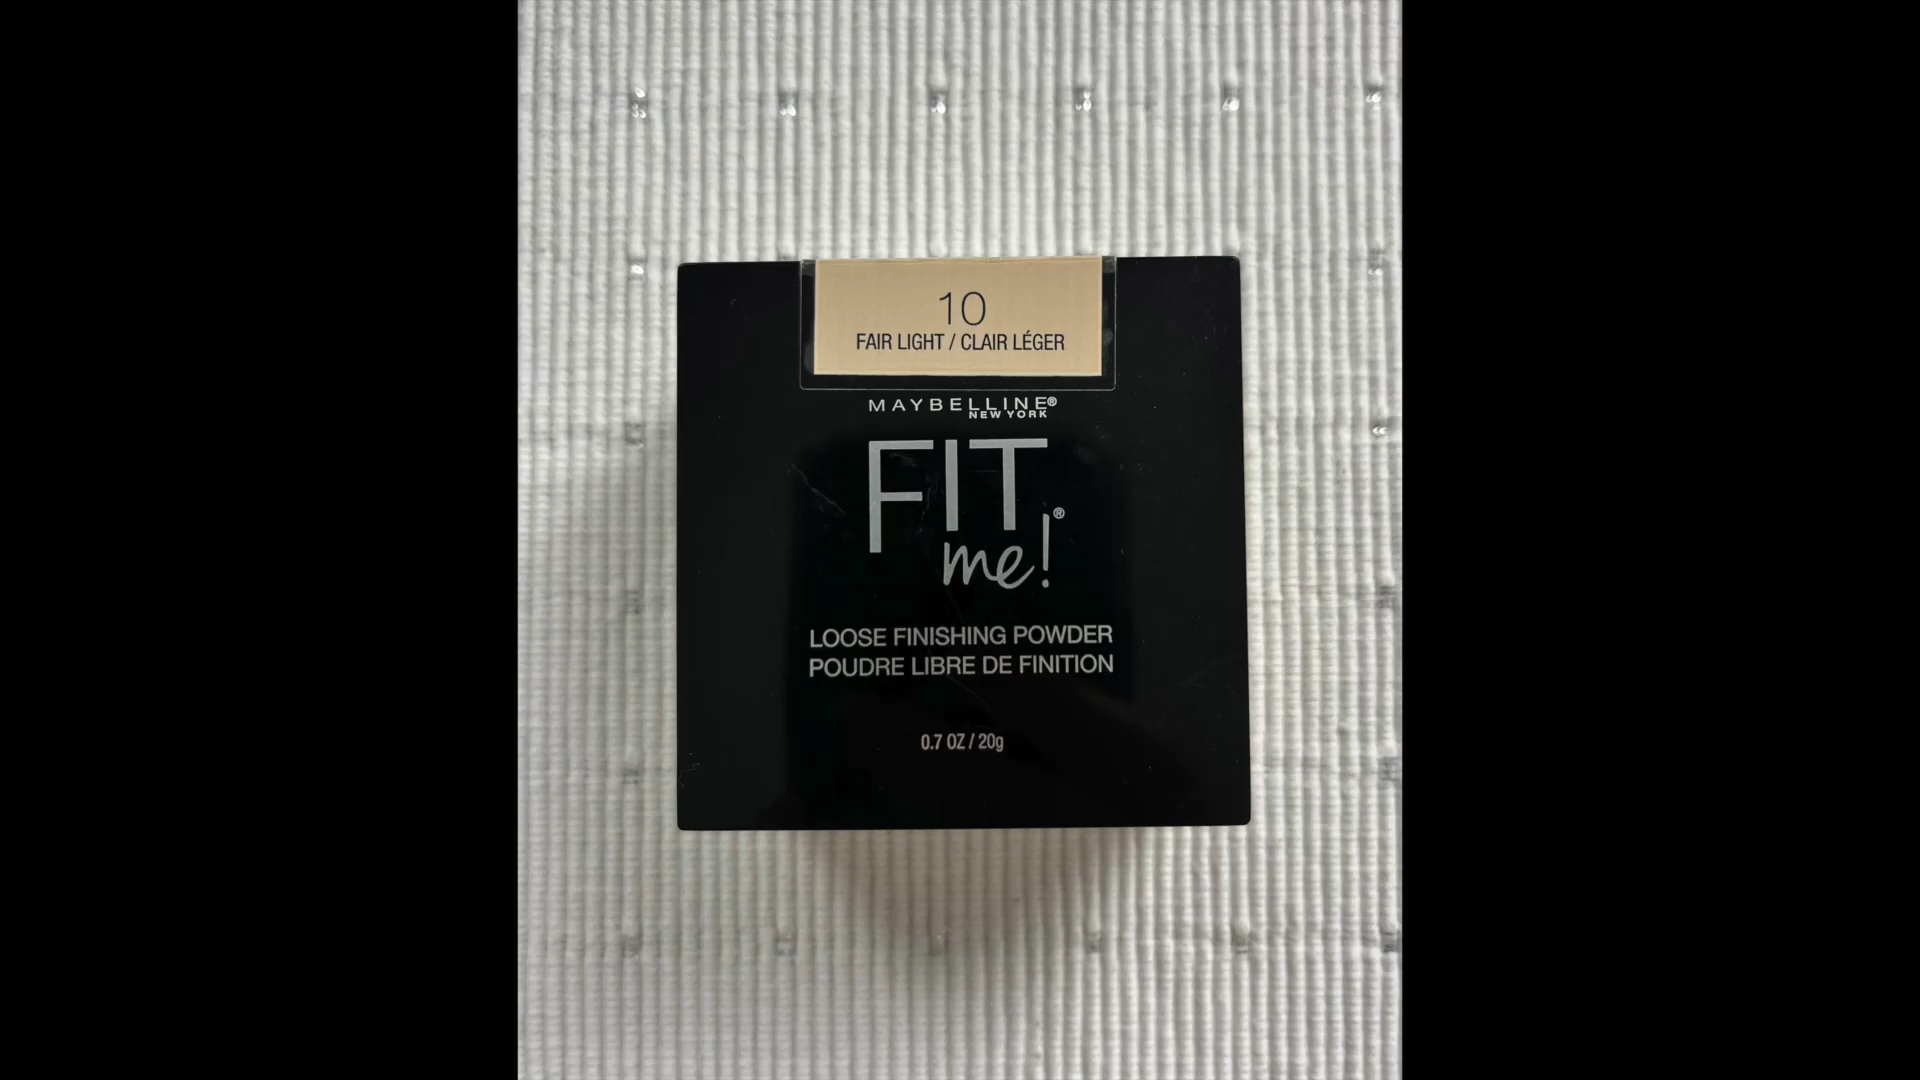 10
FAIR LIGHT / CLAIR LÉGER
MAYBELLINE®
NEW YORK
FIT
me!®
LOOSE FINISHING POWDER
POUDRE LIBRE DE FINITION
0.7 OZ / 20g